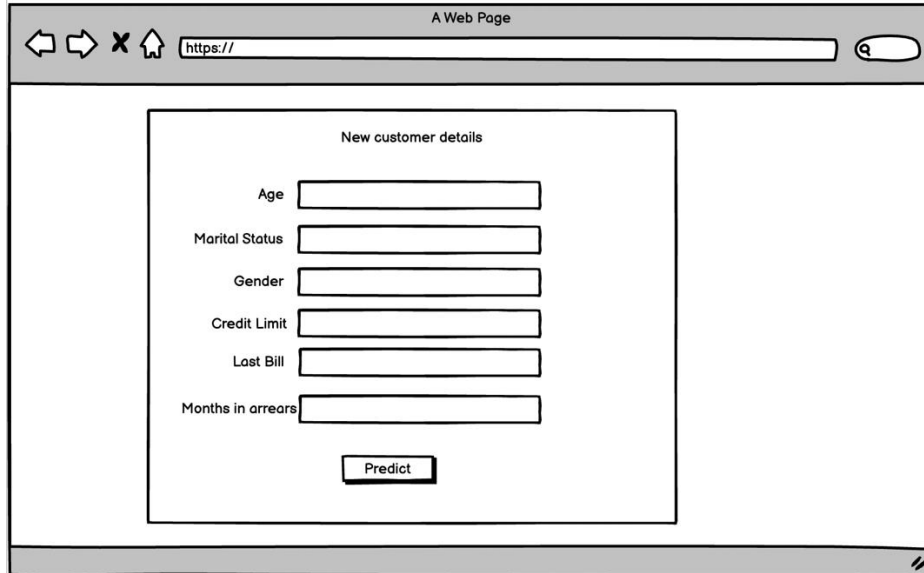 A Web Page
https://
New customer details
Age
Marital Status
Gender
Credit Limit
Last Bill
Months in arrears
Predict